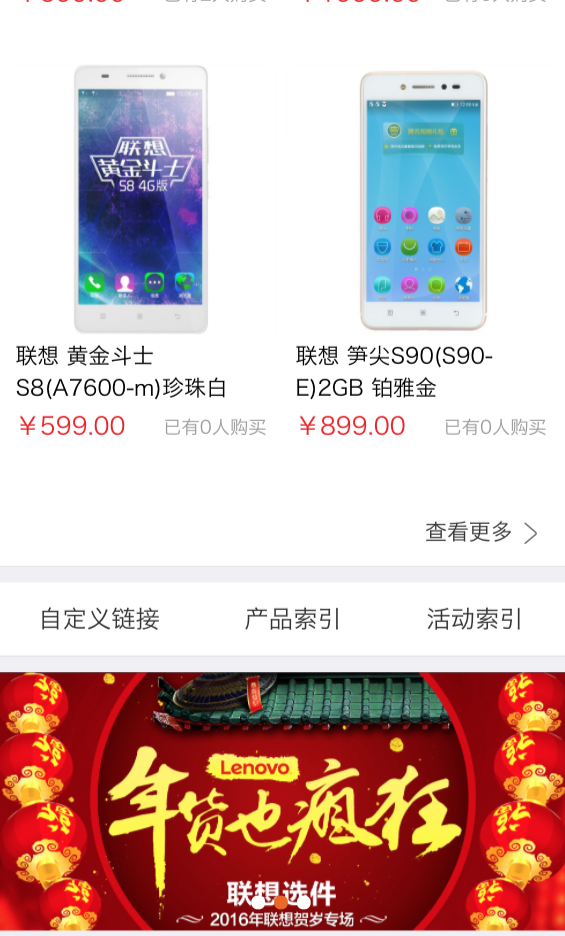 联想
黄金斗士
S8 4G版
联想 黄金斗士
S8(A7600-m)珍珠白
￥599.00
已有0人购买
联想 笋尖S90(S90-
E)2GB 铂雅金
￥899.00
已有0人购买
查看更多
自定义链接
产品索引
活动索引
Lenovo
年货也疯狂
联想选件
2016年联想贺岁专场